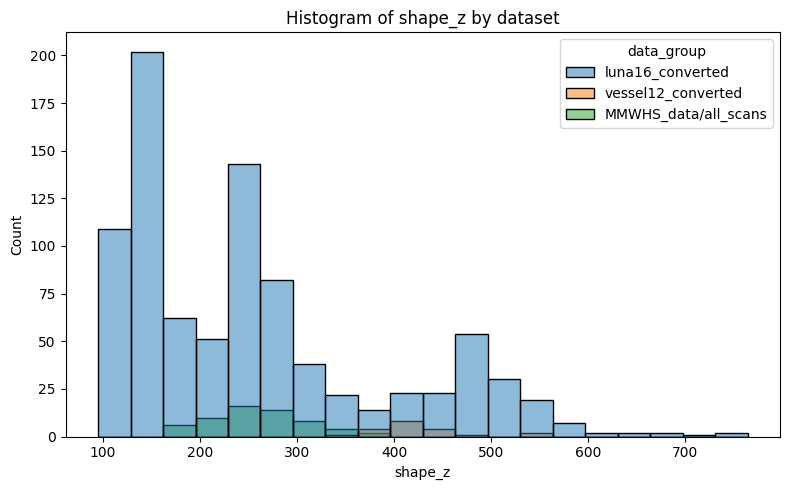 Histogram of shape_z by dataset
data_group
luna16_converted
vessel12_converted
MMWHS_data/all_scans
Count
200
175
150
125
100
75
50
25
0
100 200 300 400 500 600 700
shape_z